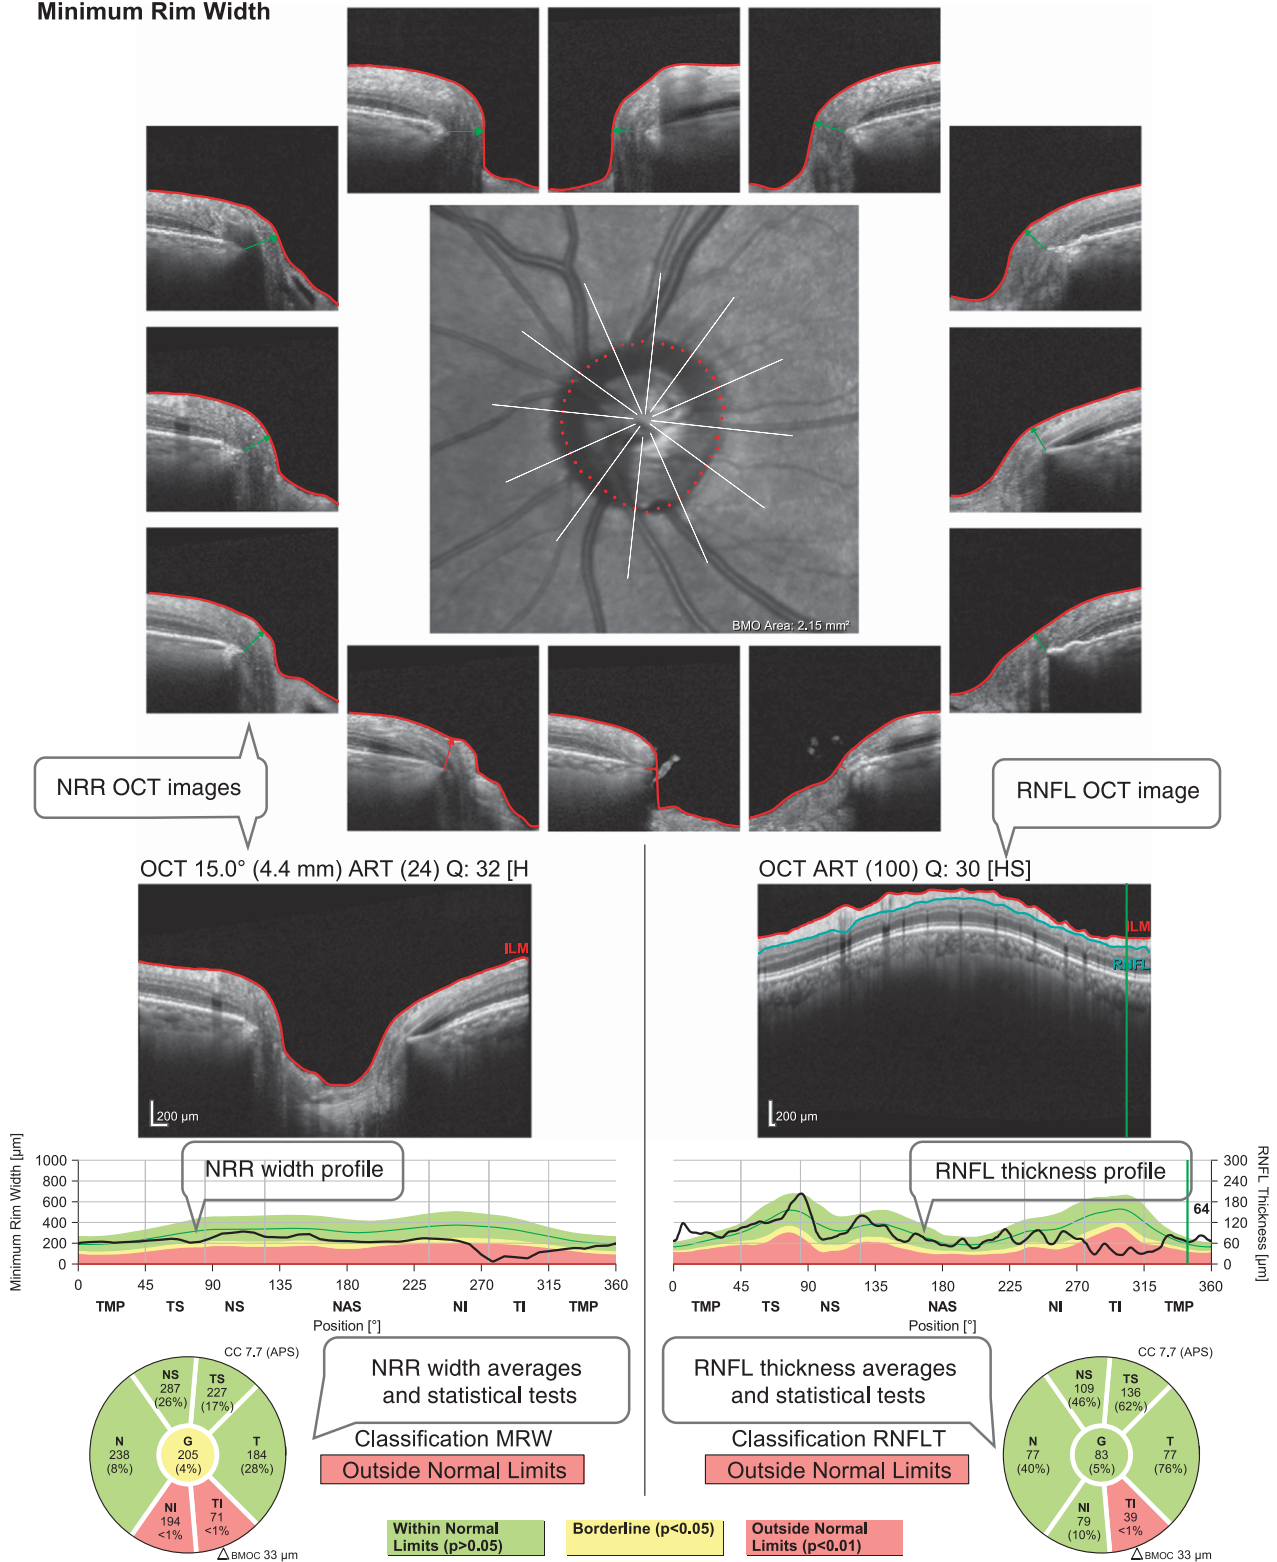 Minimum Rim Width
BMO Area: 2.15 mm²
NRR OCT images
RNFL OCT image
OCT 15.0° (4.4 mm) ART (24) Q: 32 [H
OCT ART (100) Q: 30 [HS]
ILM
200 µm
ILM
RNFL
200 µm
NRR width profile
RNFL thickness profile
Minimum Rim Width [µm]
1000
800
600
400
200
0
0 45 90 135 180 225 270 315 360
TMP TS NS NAS NI TI TMP
Position [°]
RNFL Thickness [µm]
300
240
180
120
60
0
64
0 45 90 135 180 225 270 315 360
TMP TS NS NAS NI TI TMP
Position [°]
CC 7.7 (APS)
NS
287
(26%)
TS
227
(17%)
N
238
(8%)
G
205
(4%)
T
184
(28%)
NI
194
<1%
TI
71
<1%
△BMOC 33 µm
NRR width averages
and statistical tests
Classification MRW
Outside Normal Limits
RNFL thickness averages
and statistical tests
Classification RNFLT
Outside Normal Limits
CC 7.7 (APS)
NS
109
(46%)
TS
136
(62%)
N
77
(40%)
G
83
(5%)
T
77
(76%)
NI
79
(10%)
TI
39
<1%
△BMOC 33 µm
Within Normal
Limits (p>0.05)
Borderline (p<0.05)
Outside Normal
Limits (p<0.01)